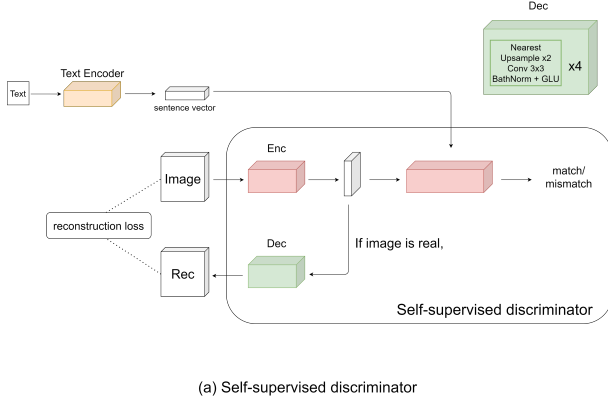 Dec
Nearest
Upsample x2
Conv 3x3
BathNorm + GLU
x4
Text Encoder
Text
sentence vector
Enc
Image
match/
mismatch
reconstruction loss
Dec
If image is real,
Rec
Self-supervised discriminator
(a) Self-supervised discriminator